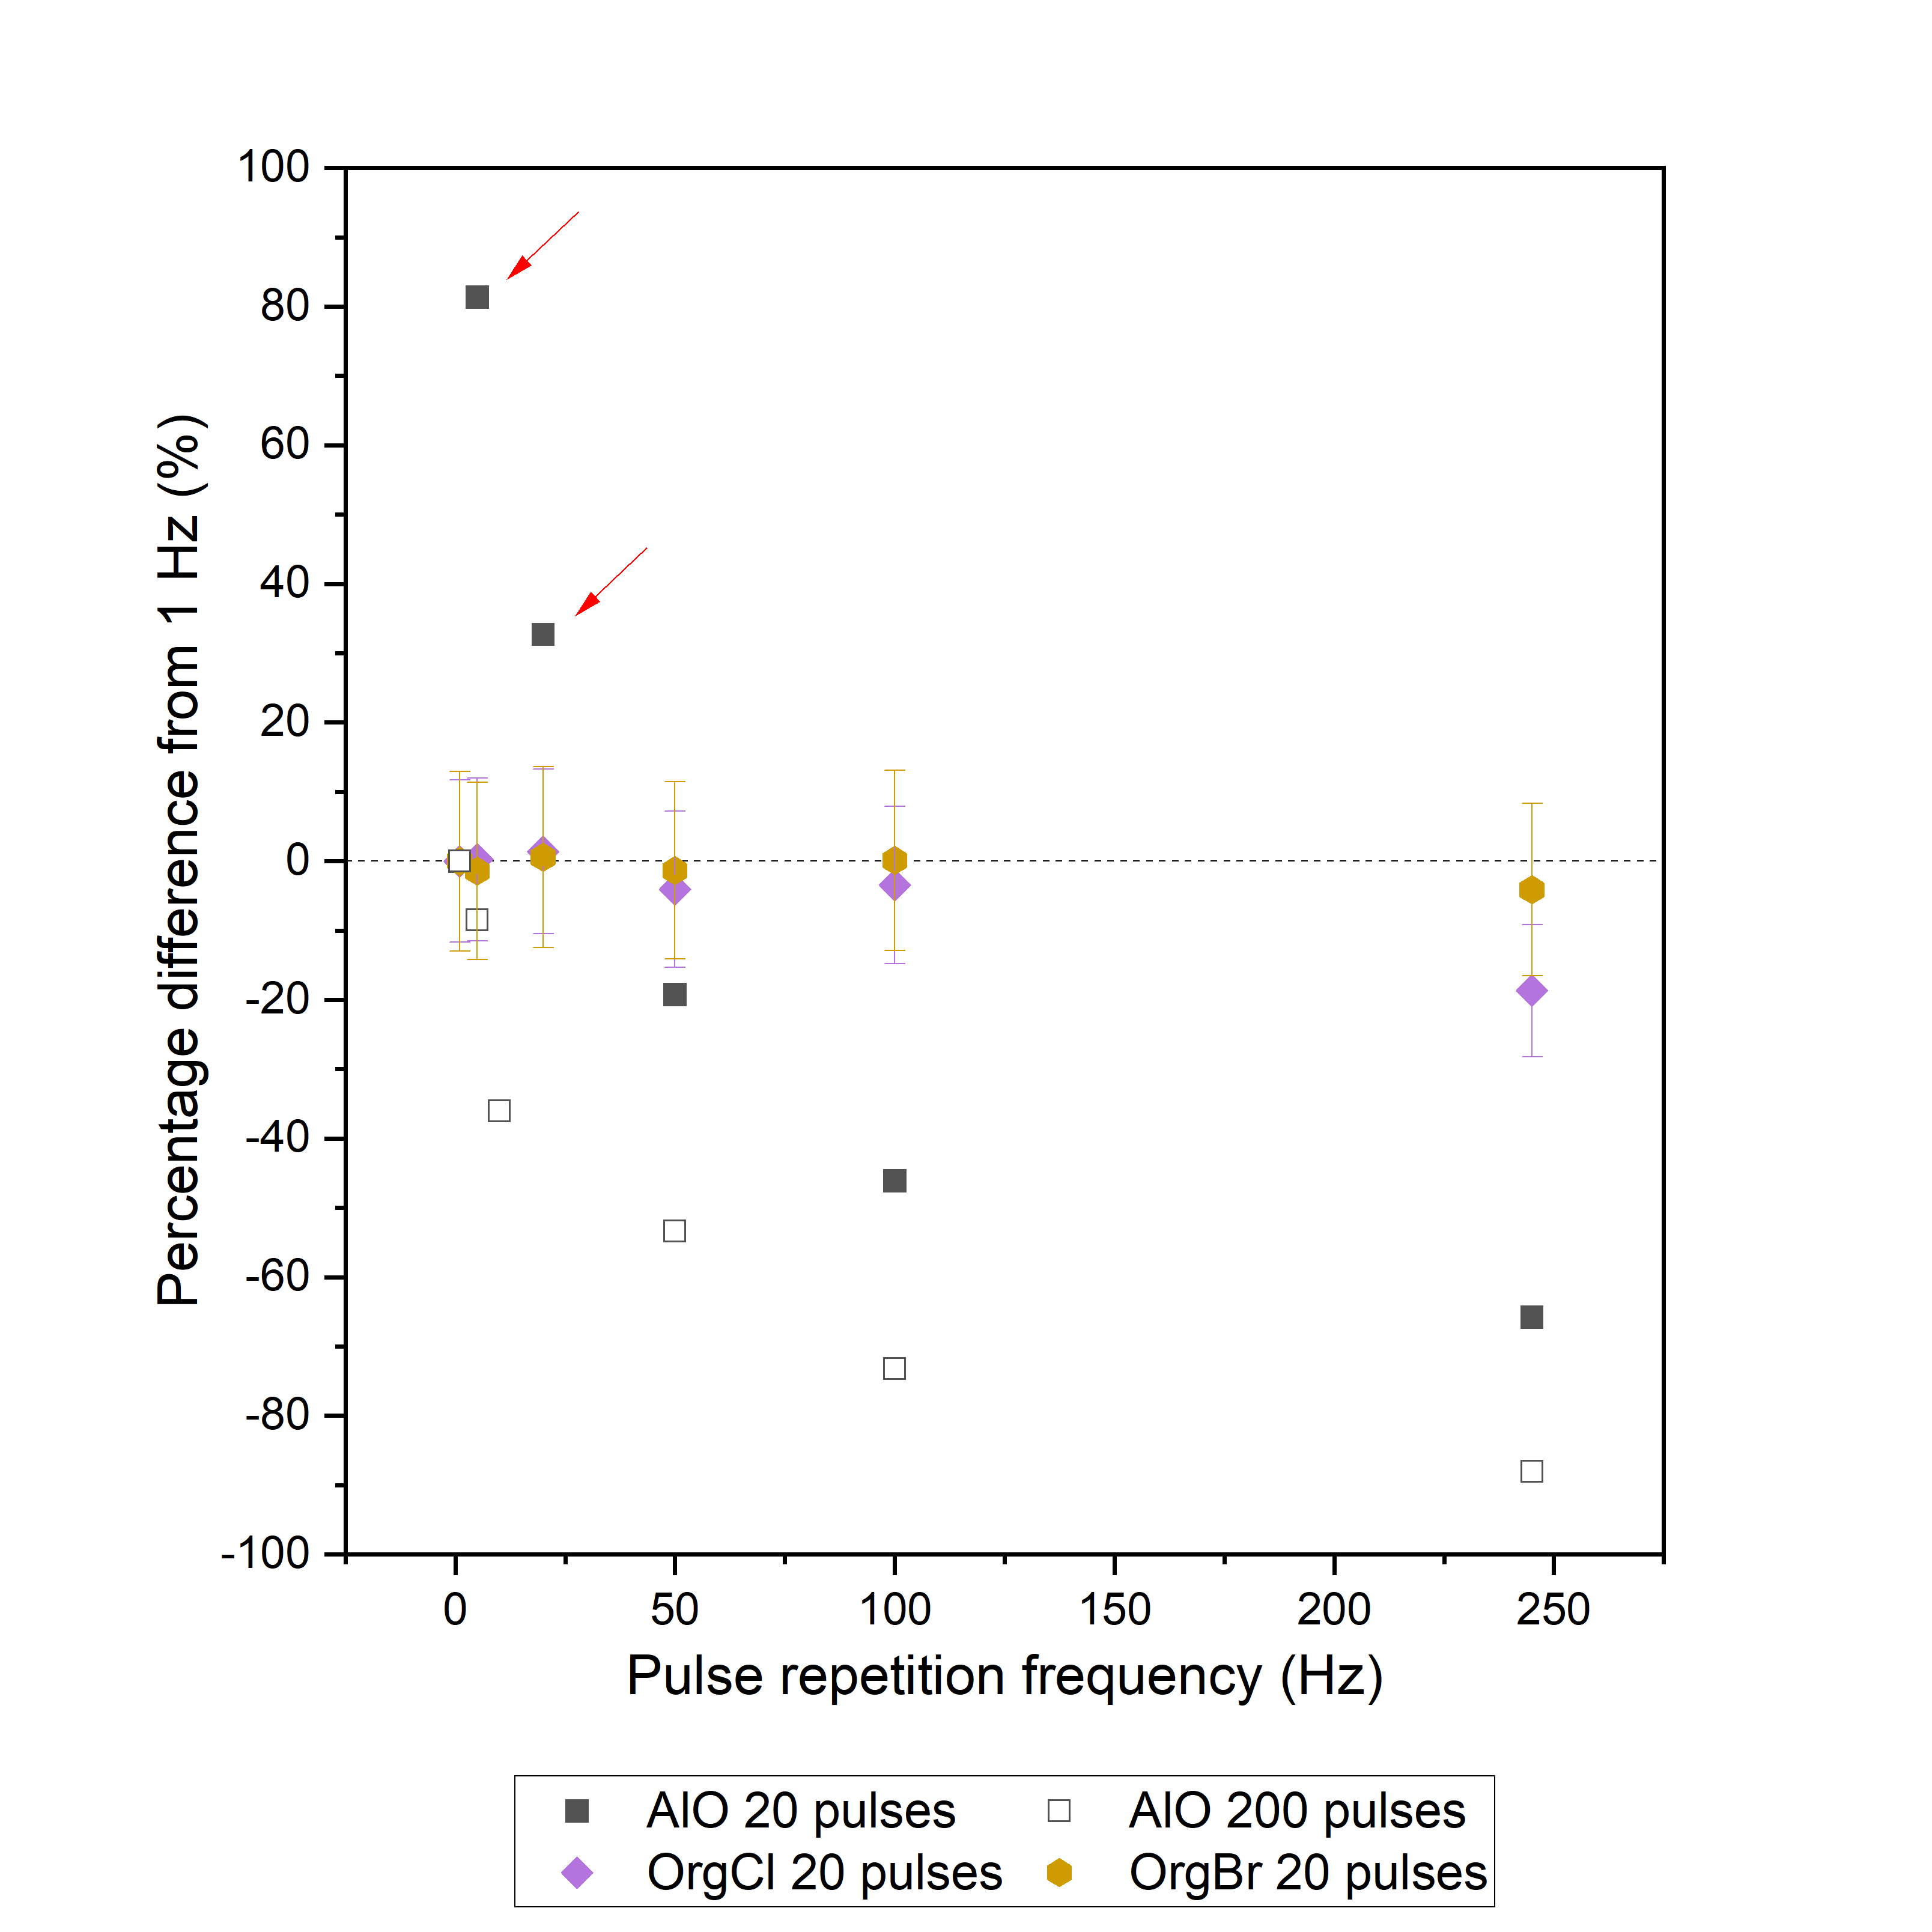 100
80
60
40
20
0
-20
-40
-60
-80
-100
Percentage difference from 1 Hz (%)
0 50 100 150 200 250
Pulse repetition frequency (Hz)
AlO 20 pulses AlO 200 pulses
OrgCl 20 pulses OrgBr 20 pulses